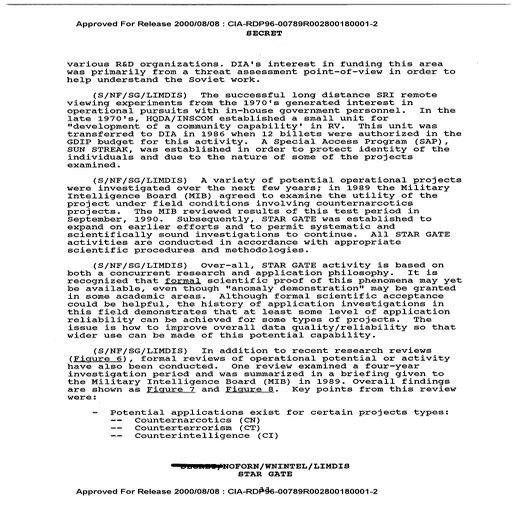 Approved For Release 2000/08/08 : CIA-RDP96-00789R002800180001-2
SECRET
various R&D organizations. DIA's interest in funding this area
was primarily from a threat assessment point-of-view in order to
help understand the Soviet work.
(S/NF/SG/LIMDIS) The successful long distance SRI remote
viewing experiments from the 1970's generated interest in
operational pursuits with in-house government personnel. In the
late 1970's, HQDA/INSCOM established a small unit for
"development of a community capability' in RV. This unit was
transferred to DIA in 1986 when 12 billets were authorized in the
GDIP budget for this activity. A Special Access Program (SAP),
SUN STREAK, was established in order to protect identity of the
individuals and due to the nature of some of the projects
examined.
(S/NF/SG/LIMDIS) A variety of potential operational projects
were investigated over the next few years; in 1989 the Military
Intelligence Board (MIB) agreed to examine the utility of the
project under field conditions involving counternarcotics
projects. The MIB reviewed results of this test period in
September, 1990. Subsequently, STAR GATE was established to
expand on earlier efforts and to permit systematic and
scientifically sound investigations to continue. All STAR GATE
activities are conducted in accordance with appropriate
scientific procedures and methodologies.
(S/NF/SG/LIMDIS) Over-all, STAR GATE activity is based on
both a concurrent research and application philosophy. It is
recognized that formal scientific proof of this phenomena may yet
be available, even though "anomaly demonstration" may be granted
in some academic areas. Although formal scientific acceptance
could be helpful, the history of application investigations in
this field demonstrates that at least some level of application
reliability can be achieved for some types of projects. The
issue is how to improve overall data quality/reliability so that
wider use can be made of this potential capability.
(S/NF/SG/LIMDIS) In addition to recent research reviews
(Figure 6), formal reviews of operational potential or activity
have also been conducted. One review examined a four-year
investigation period and was summarized in a briefing given to
the Military Intelligence Board (MIB) in 1989. Overall findings
are shown as Figure 7 and Figure 8. Key points from this review
were:
- Potential applications exist for certain projects types:
-- Counternarcotics (CN)
-- Counterterrorism (CT)
-- Counterintelligence (CI)
NOFORN/WNINTEL/LIMDIS
STAR GATE
Approved For Release 2000/08/08 : CIA-RDP96-00789R002800180001-2